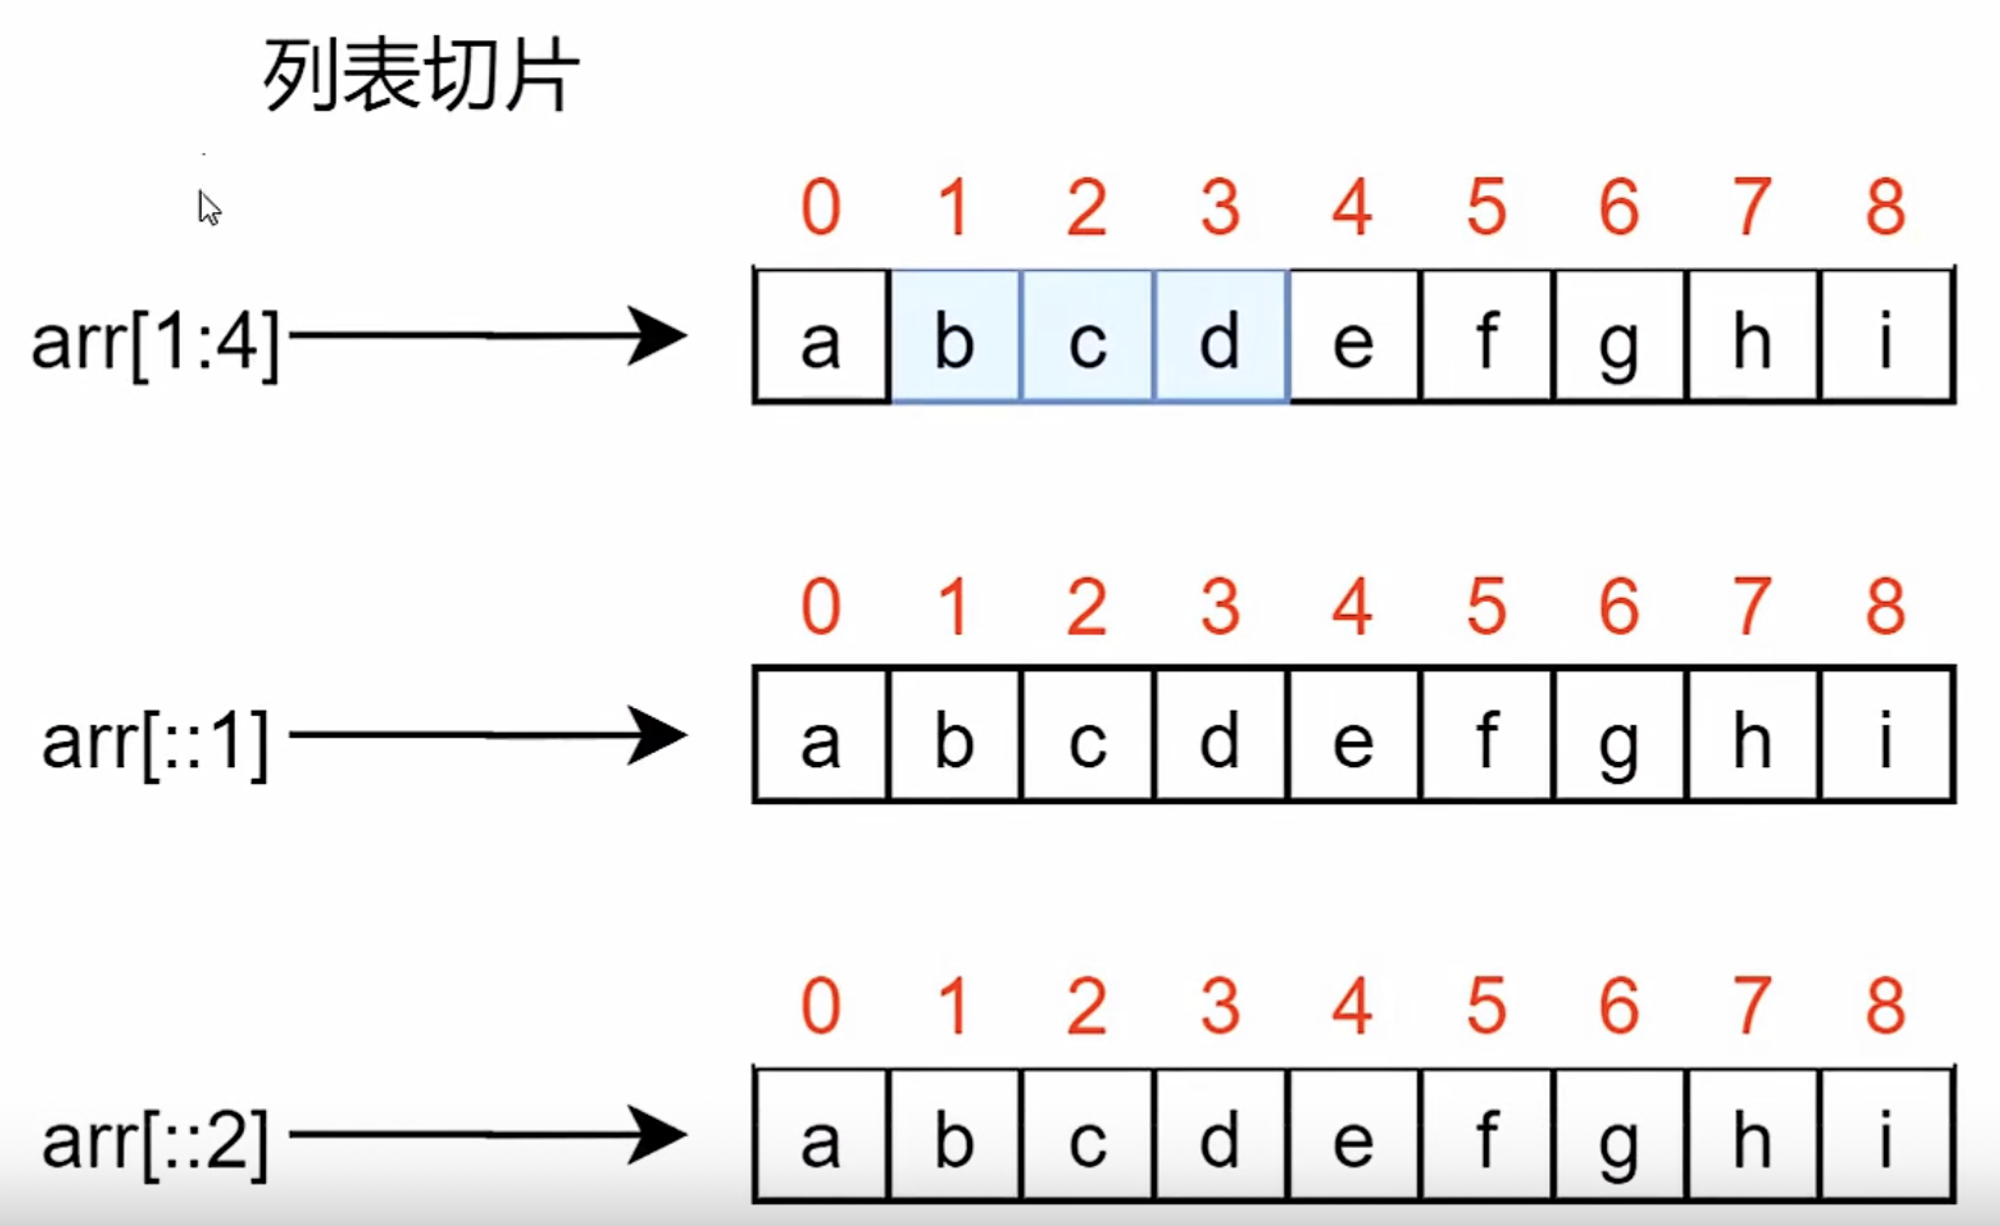 列表切片
0 1 2 3 4 5 6 7 8
arr[1:4] a b c d e f g h i
0 1 2 3 4 5 6 7 8
arr[::1] a b c d e f g h i
0 1 2 3 4 5 6 7 8
arr[::2] a b c d e f g h i